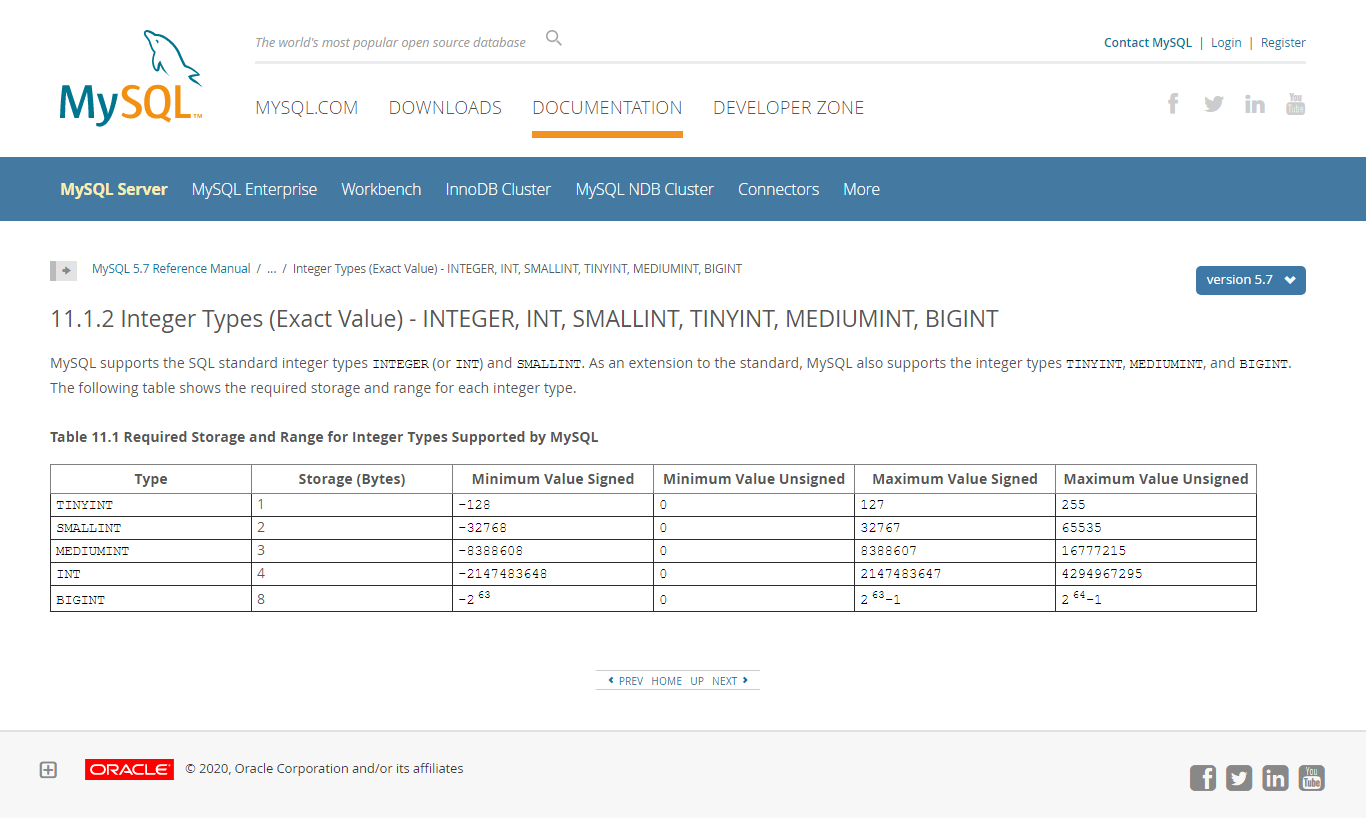 The world's most popular open source database
Contact MySQL | Login | Register
MySQL™
MYSQL.COM DOWNLOADS DOCUMENTATION DEVELOPER ZONE
You Tube
MySQL Server MySQL Enterprise Workbench InnoDB Cluster MySQL NDB Cluster Connectors More
MySQL 5.7 Reference Manual / ... / Integer Types (Exact Value) - INTEGER, INT, SMALLINT, TINYINT, MEDIUMINT, BIGINT
version 5.7
11.1.2 Integer Types (Exact Value) - INTEGER, INT, SMALLINT, TINYINT, MEDIUMINT, BIGINT
MySQL supports the SQL standard integer types INTEGER (or INT) and SMALLINT. As an extension to the standard, MySQL also supports the integer types TINYINT, MEDIUMINT, and BIGINT.
The following table shows the required storage and range for each integer type.
Table 11.1 Required Storage and Range for Integer Types Supported by MySQL
Type Storage (Bytes) Minimum Value Signed Minimum Value Unsigned Maximum Value Signed Maximum Value Unsigned
TINYINT 1 -128 0 127 255
SMALLINT 2 -32768 0 32767 65535
MEDIUMINT 3 -8388608 0 8388607 16777215
INT 4 -2147483648 0 2147483647 4294967295
BIGINT 8 -2⁶³ 0 2⁶³-1 2⁶⁴-1
PREV HOME UP NEXT
ORACLE © 2020, Oracle Corporation and/or its affiliates
You Tube